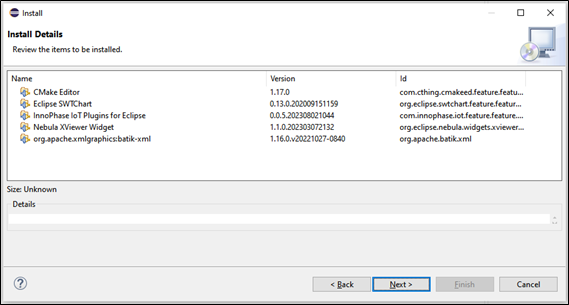 Install
Install Details
Review the items to be installed.
Name Version Id
CMake Editor 1.17.0 com.cthing.cmakeed.feature.featu...
Eclipse SWTChart 0.13.0.202009151159 org.eclipse.swtchart.feature.feat...
InnoPhase IoT Plugins for Eclipse 0.0.5.202308021044 com.innophase.iot.feature.feature....
Nebula XViewer Widget 1.1.0.202303072132 org.eclipse.nebula.widgets.xviewer...
org.apache.xmlgraphics:batik-xml 1.16.0.v20221027-0840 org.apache.batik.xml
Size: Unknown
Details
? < Back Next > Finish Cancel